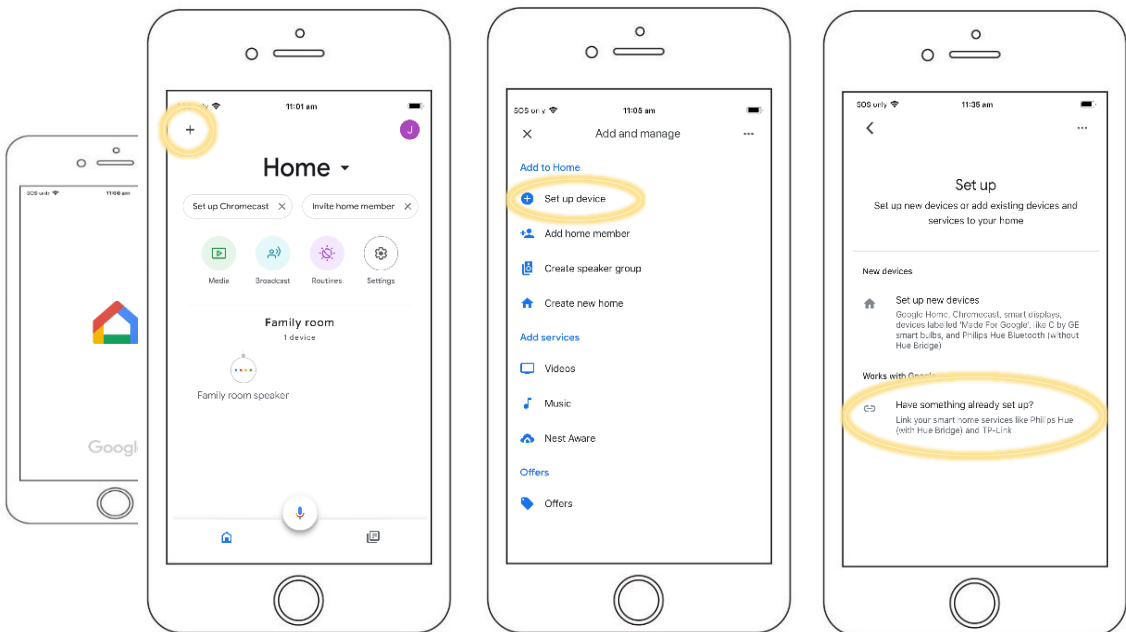 SOS only
11:00 am
Googl
11:01 am
J
Home
Set up Chromecast
Invite home member
Media
Broadcast
Routines
Settings
Family room
1 device
Family room speaker
SOS only
11:05 am
Add and manage
Add to Home
Set up device
Add home member
Create speaker group
Create new home
Add services
Videos
Music
Nest Aware
Offers
Offers
SOS only
11:35 am
Set up
Set up new devices or add existing devices and
services to your home
New devices
Set up new devices
Google Home, Chromecast, smart displays,
devices labelled 'Made For Google', like C by GE
smart bulbs, and Philips Hue Bluetooth (without
Hue Bridge)
Works with Google
Have something already set up?
Link your smart home services like Philips Hue
(with Hue Bridge) and TP-Link